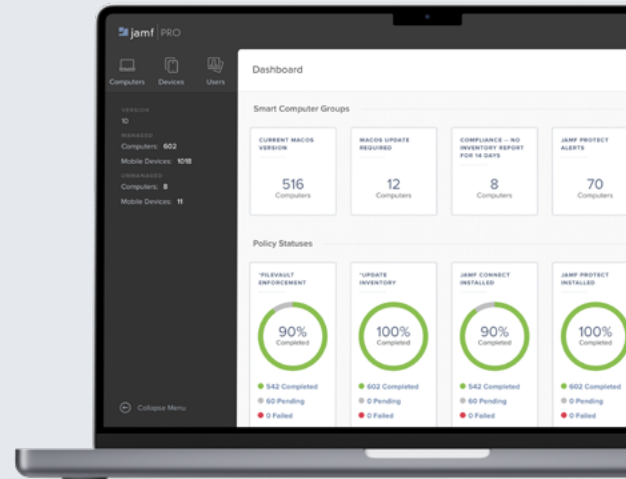 jamf PRO
Computers Devices Users
VERSION
10
MANAGED
Computers: 602
Mobile Devices: 1018
UNMANAGED
Computers: 8
Mobile Devices: 11
Collapse Menu
Dashboard
Smart Computer Groups
CURRENT MACOS
VERSION
516
Computers
MACOS UPDATE
REQUIRED
12
Computers
COMPLIANCE – NO
INVENTORY REPORT
FOR 14 DAYS
8
Computers
JAMF PROTECT
ALERTS
70
Computers
Policy Statuses
*FILEVAULT
ENFORCEMENT
90%
Completed
542 Completed
60 Pending
0 Failed
*UPDATE
INVENTORY
100%
Completed
602 Completed
0 Pending
0 Failed
JAMF CONNECT
INSTALLED
90%
Completed
542 Completed
60 Pending
0 Failed
JAMF PROTECT
INSTALLED
100%
Completed
602 Completed
0 Pending
0 Failed